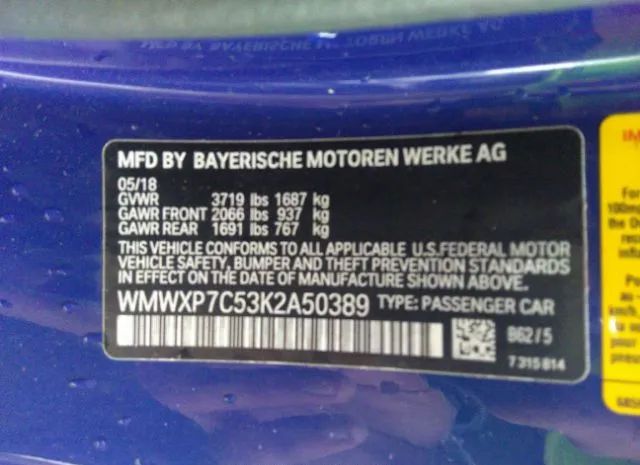 MFD BY BAYERISCHE MOTOREN WERKE AG
05/18
GVWR 3719 lbs 1687 kg
GAWR FRONT 2066 lbs 937 kg
GAWR REAR 1691 lbs 767 kg
THIS VEHICLE CONFORMS TO ALL APPLICABLE U.S.FEDERAL MOTOR
VEHICLE SAFETY, BUMPER AND THEFT PREVENTION STANDARDS
IN EFFECT ON THE DATE OF MANUFACTURE SHOWN ABOVE.
WMWXP7C53K2A50389 TYPE: PASSENGER CAR
B62/5
7 315 814